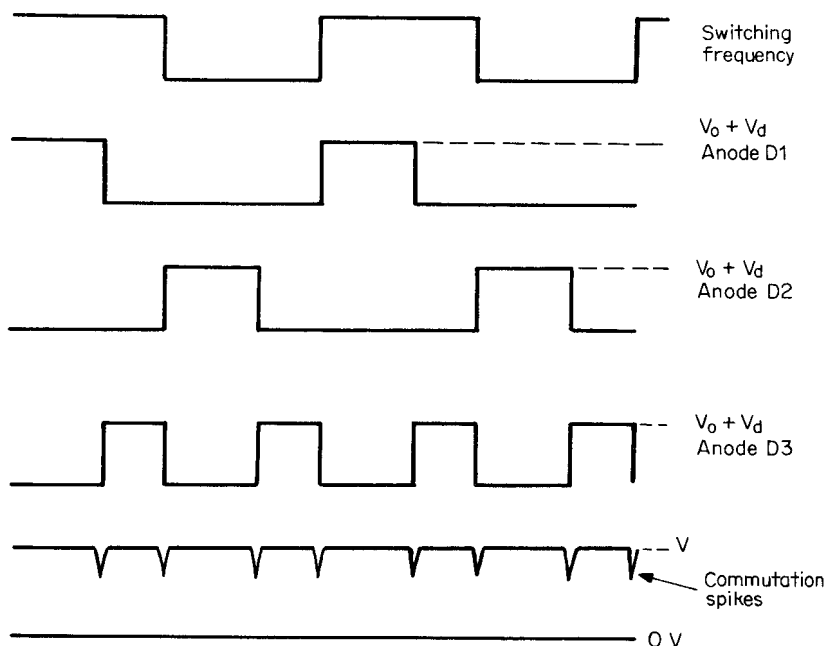 Switching
frequency
Vo + Vd
Anode D1
Vo + Vd
Anode D2
Vo + Vd
Anode D3
V
Commutation
spikes
0 V